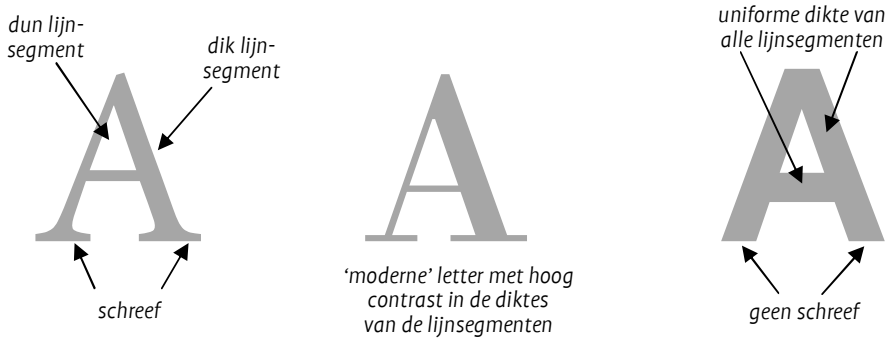 dun lijn-
segment
dik lijn-
segment
A
schreef
A
‘moderne’ letter met hoog
contrast in de diktes
van de lijnsegmenten
uniforme dikte van
alle lijnsegmenten
A
geen schreef